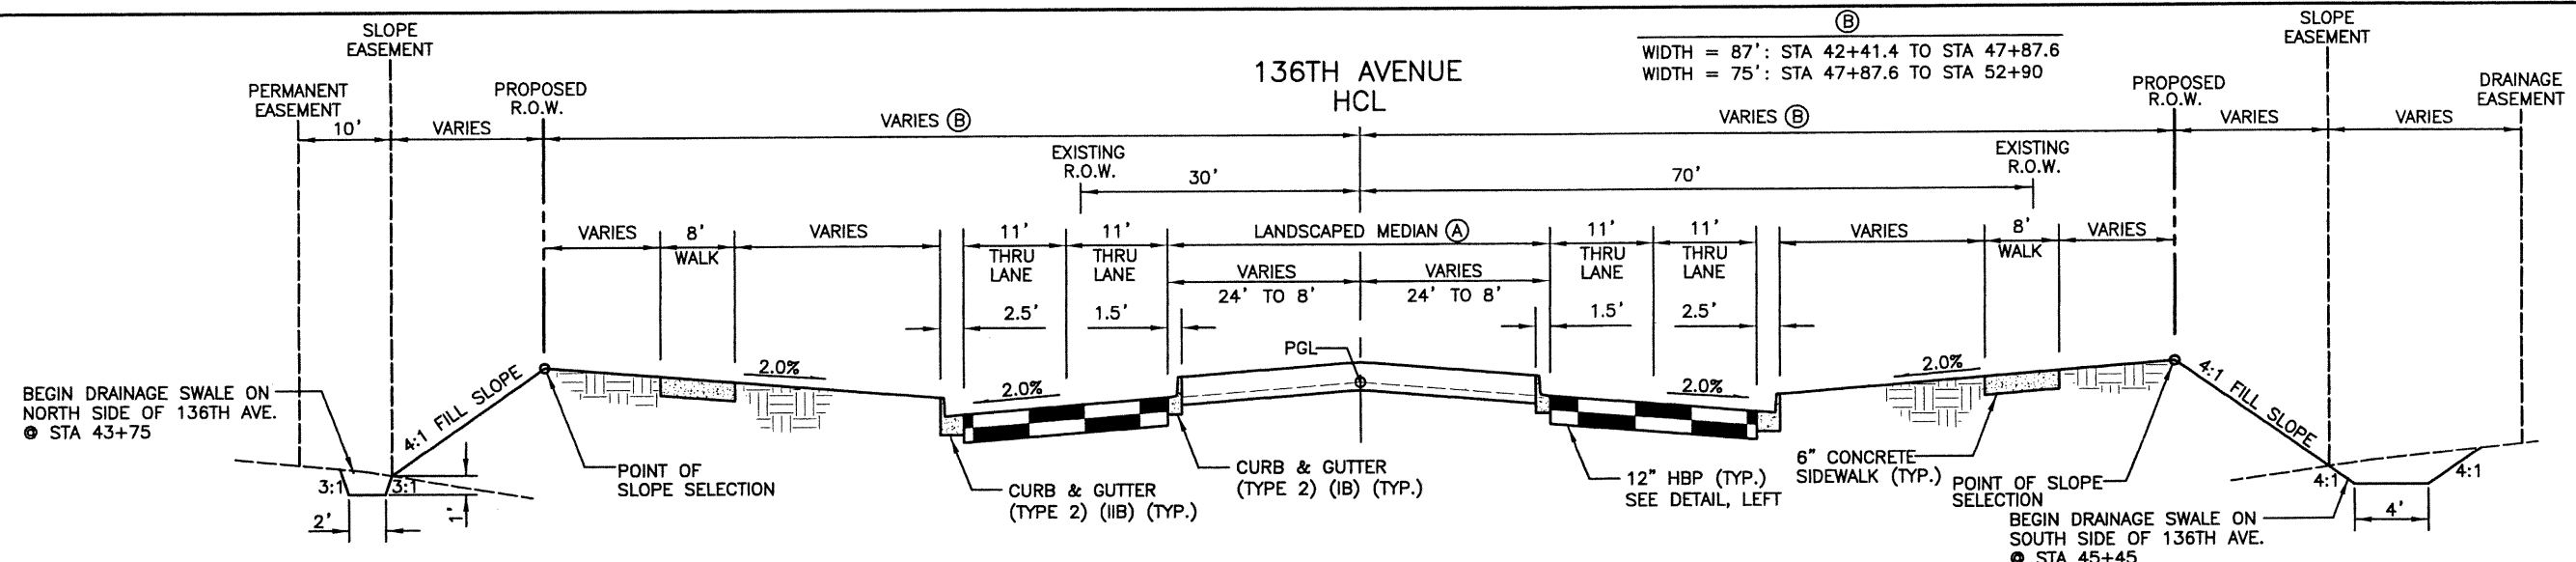 SLOPE
EASEMENT
PERMANENT
EASEMENT
PROPOSED
R.O.W.
136TH AVENUE
HCL
Ⓑ
WIDTH = 87': STA 42+41.4 TO STA 47+87.6
WIDTH = 75': STA 47+87.6 TO STA 52+90
SLOPE
EASEMENT
PROPOSED
R.O.W.
DRAINAGE
EASEMENT
10'
VARIES
VARIES Ⓑ
VARIES Ⓑ
VARIES
VARIES
EXISTING
R.O.W.
30'
70'
EXISTING
R.O.W.
VARIES
8'
WALK
VARIES
11'
THRU
LANE
11'
THRU
LANE
LANDSCAPED MEDIAN Ⓐ
VARIES
24' TO 8'
VARIES
24' TO 8'
11'
THRU
LANE
11'
THRU
LANE
VARIES
8'
WALK
VARIES
2.5'
1.5'
1.5'
2.5'
PGL
2.0%
2.0%
2.0%
2.0%
4:1 FILL SLOPE
4:1 FILL SLOPE
BEGIN DRAINAGE SWALE ON
NORTH SIDE OF 136TH AVE.
@ STA 43+75
3:1
3:1
2'
1'
POINT OF
SLOPE SELECTION
CURB & GUTTER
(TYPE 2) (IIB) (TYP.)
CURB & GUTTER
(TYPE 2) (IB) (TYP.)
12" HBP (TYP.)
SEE DETAIL, LEFT
6" CONCRETE
SIDEWALK (TYP.)
POINT OF SLOPE
SELECTION
4:1
4:1
4'
BEGIN DRAINAGE SWALE ON
SOUTH SIDE OF 136TH AVE.
@ STA 45+45